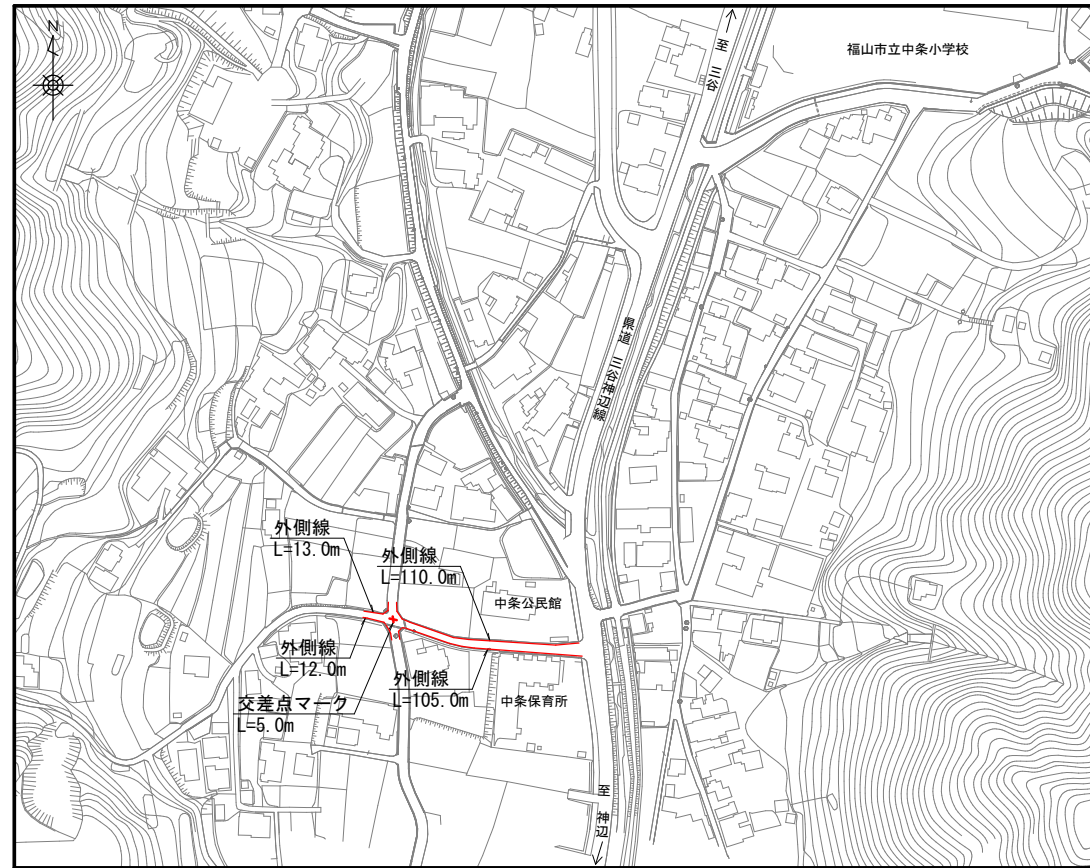 N
至 三谷
福山市立中条小学校
県道 三谷神辺線
外側線
L=13.0m
外側線
L=110.0m
中条公民館
外側線
L=12.0m
外側線
L=105.0m
交差点マーク
L=5.0m
中条保育所
至 神辺